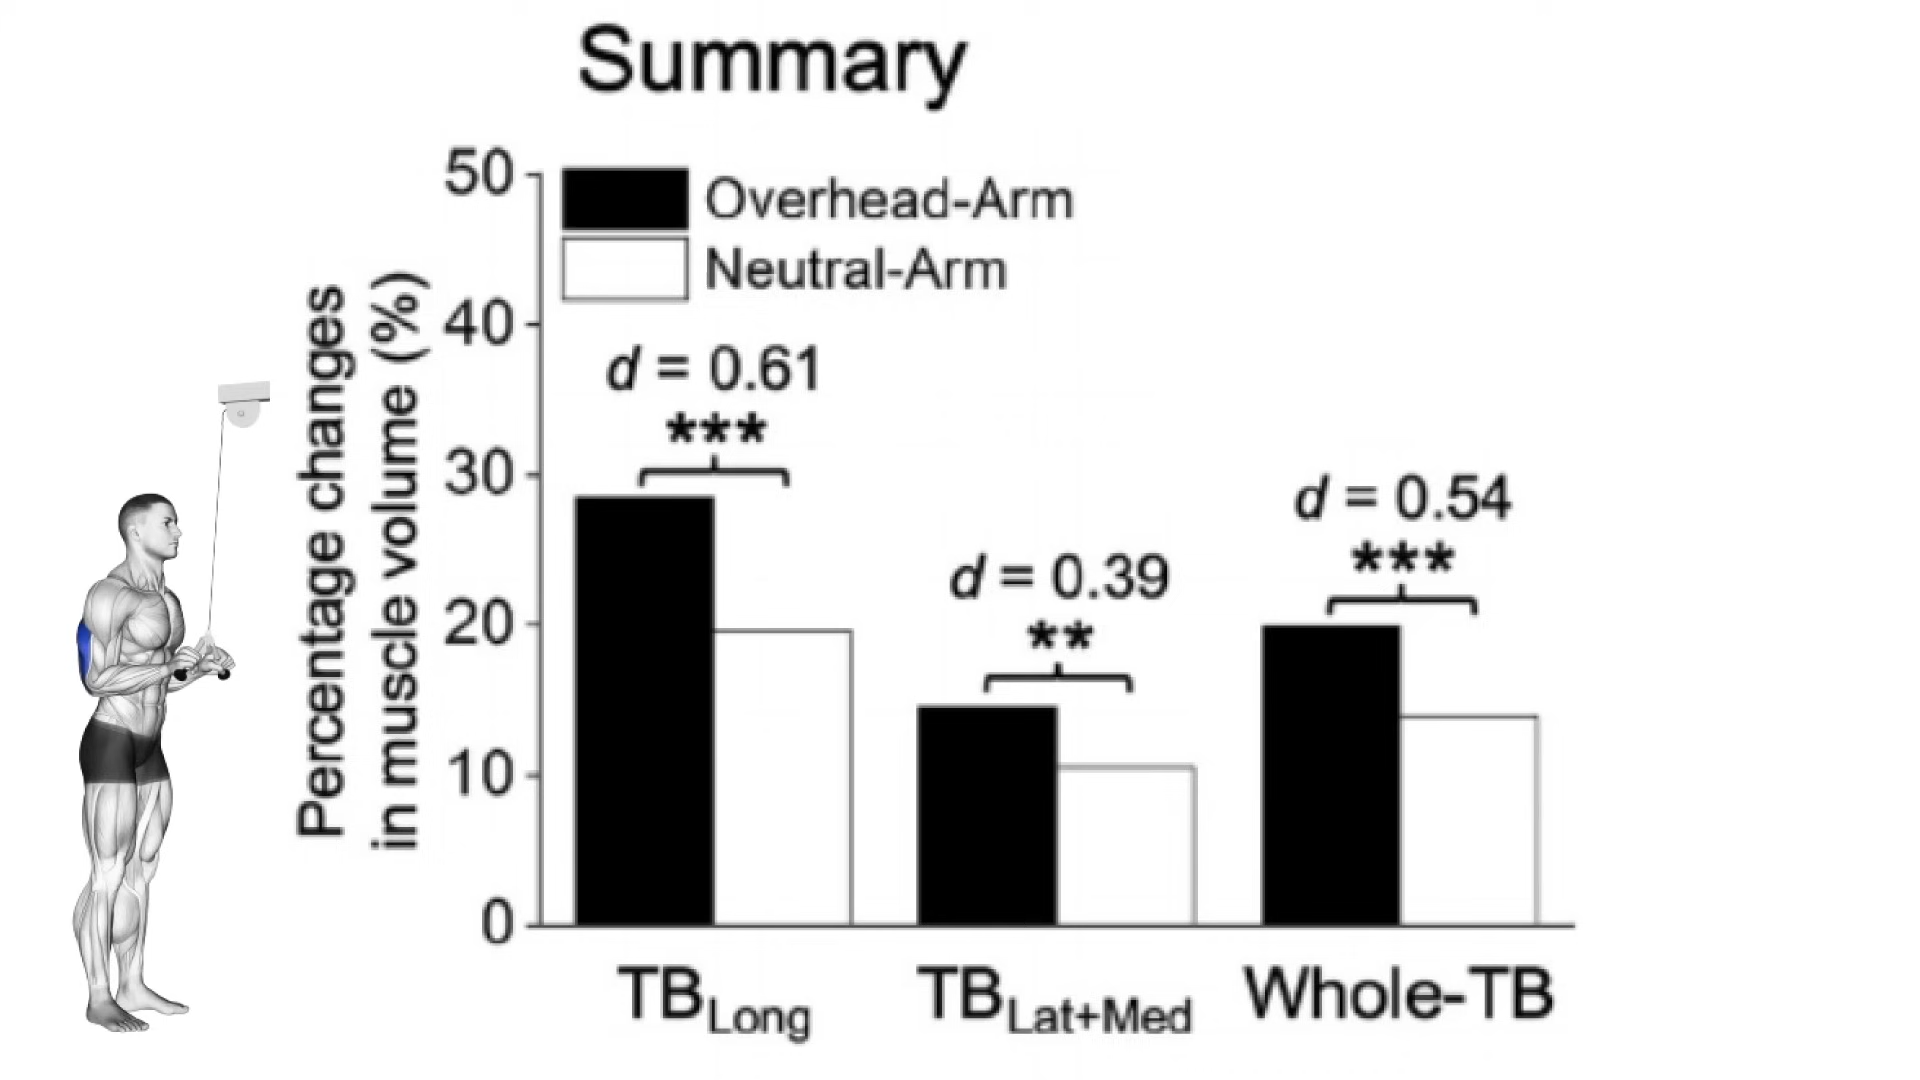 Summary
50
Overhead-Arm
Neutral-Arm
Percentage changes
in muscle volume (%)
40
d = 0.61
***
30
d = 0.54
***
d = 0.39
**
20
10
0
TBLong
TBLat+Med
Whole-TB